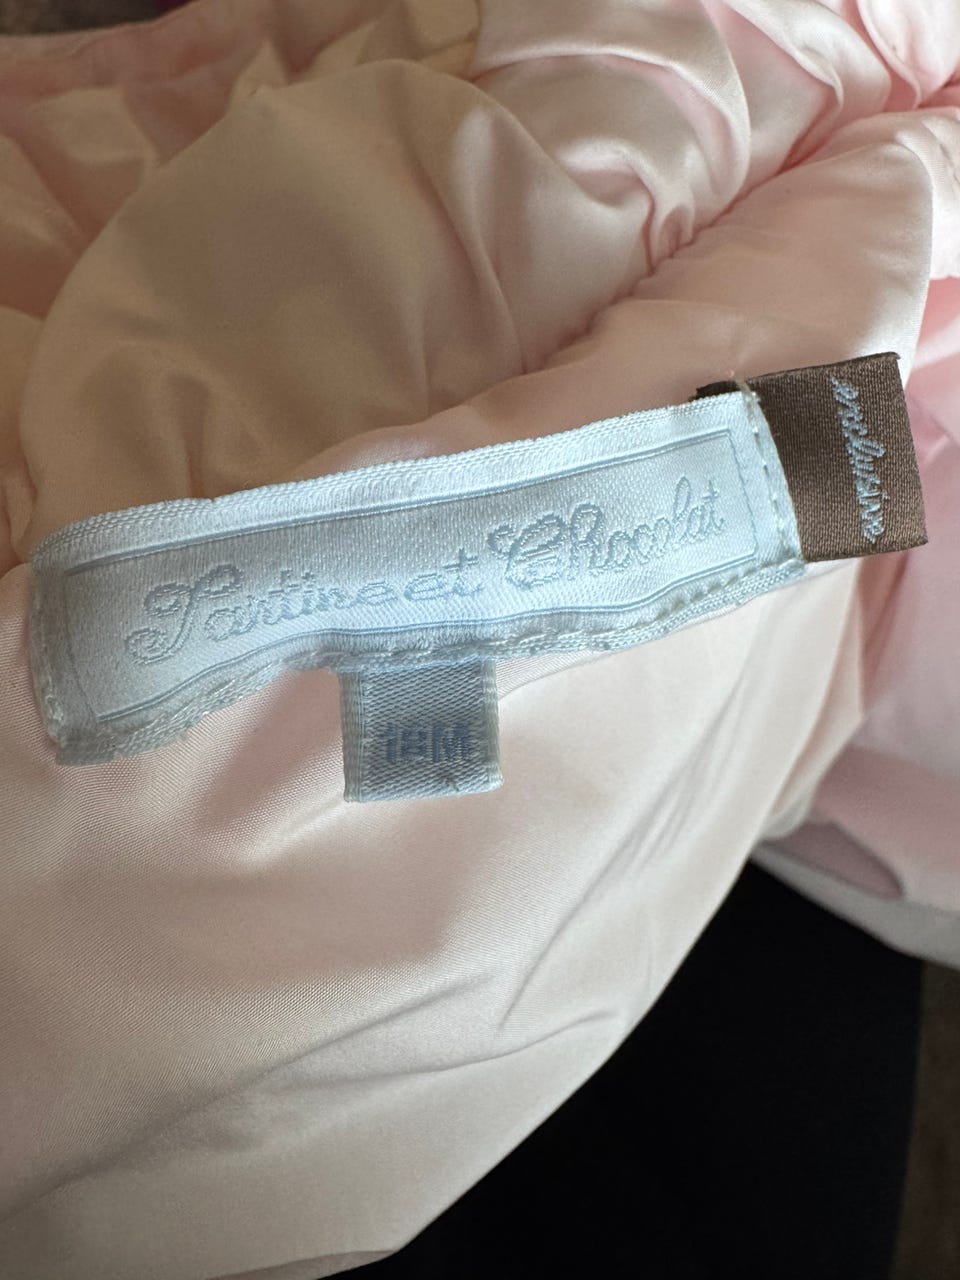 Tartine et Chocolat
exclusive
18M